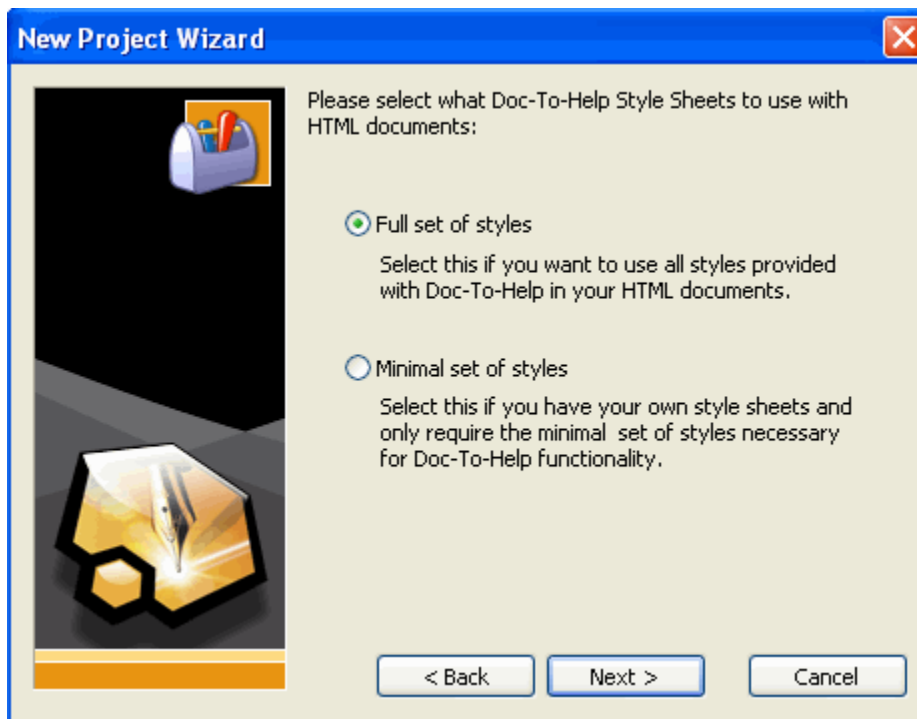 New Project Wizard
Please select what Doc-To-Help Style Sheets to use with
HTML documents:
Full set of styles
Select this if you want to use all styles provided
with Doc-To-Help in your HTML documents.
Minimal set of styles
Select this if you have your own style sheets and
only require the minimal  set of styles necessary
for Doc-To-Help functionality.
< Back
Next >
Cancel